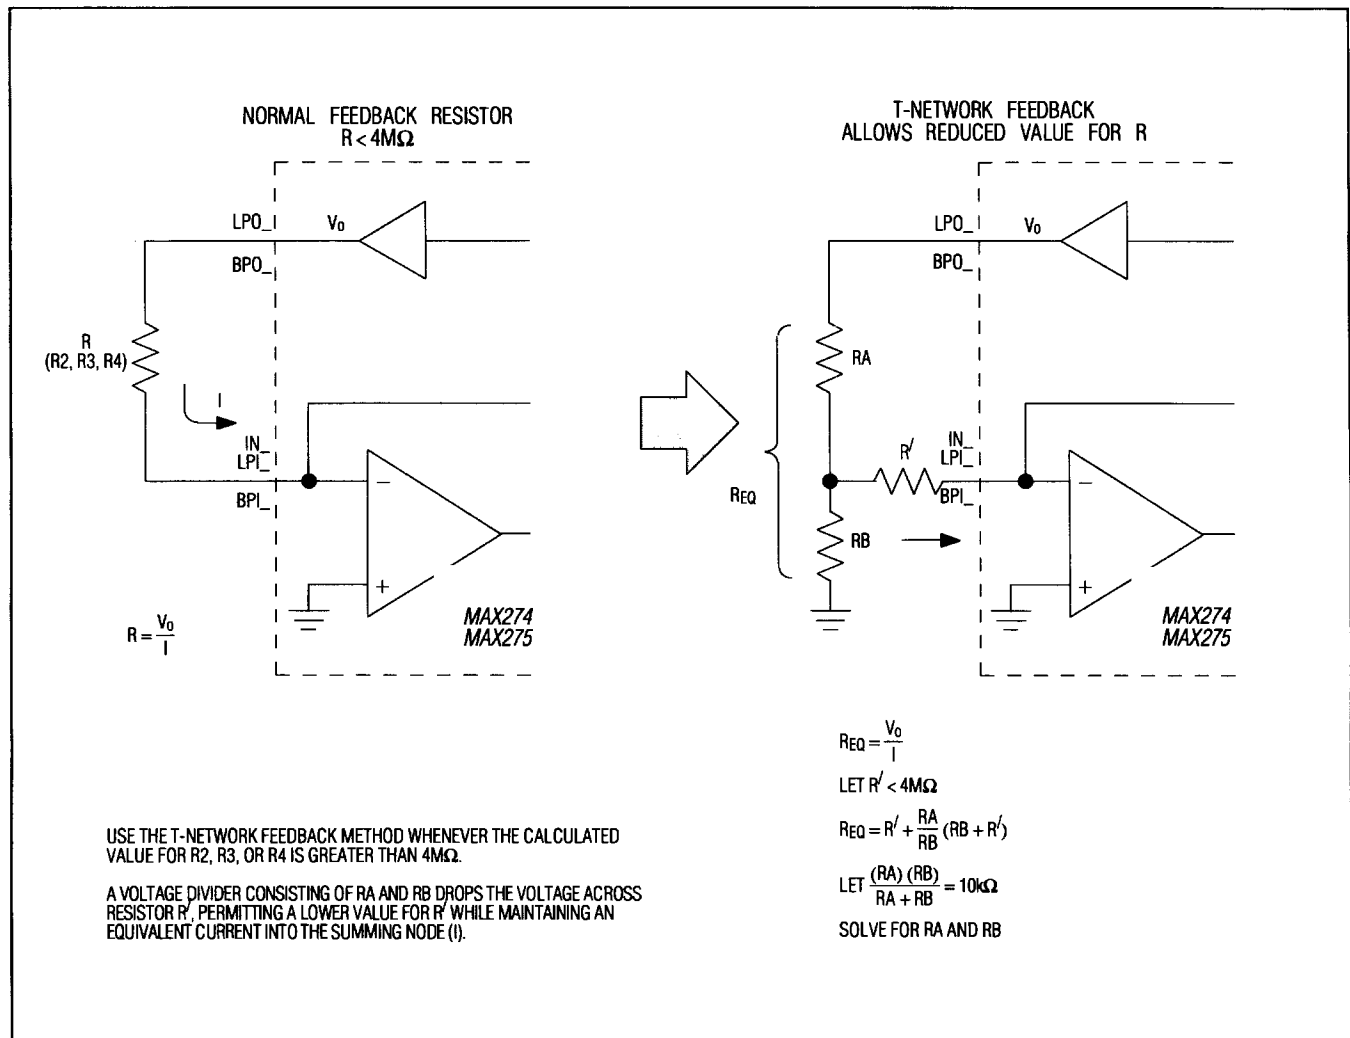 NORMAL FEEDBACK RESISTOR
R < 4MΩ
LPO_
V₀
BPO_
R
(R2, R3, R4)
I
IN_
LPI_
BPI_
−
+
MAX274
MAX275
R = V₀/I
T-NETWORK FEEDBACK
ALLOWS REDUCED VALUE FOR R
LPO_
V₀
BPO_
RA
R′
IN_
LPI_
BPI_
REQ
RB
−
+
MAX274
MAX275
REQ = V₀/I
LET R′ < 4MΩ
REQ = R′ + RA/RB (RB + R′)
LET (RA) (RB)/RA + RB = 10kΩ
SOLVE FOR RA AND RB
USE THE T-NETWORK FEEDBACK METHOD WHENEVER THE CALCULATED
VALUE FOR R2, R3, OR R4 IS GREATER THAN 4MΩ.
A VOLTAGE DIVIDER CONSISTING OF RA AND RB DROPS THE VOLTAGE ACROSS
RESISTOR R′, PERMITTING A LOWER VALUE FOR R′ WHILE MAINTAINING AN
EQUIVALENT CURRENT INTO THE SUMMING NODE (I).